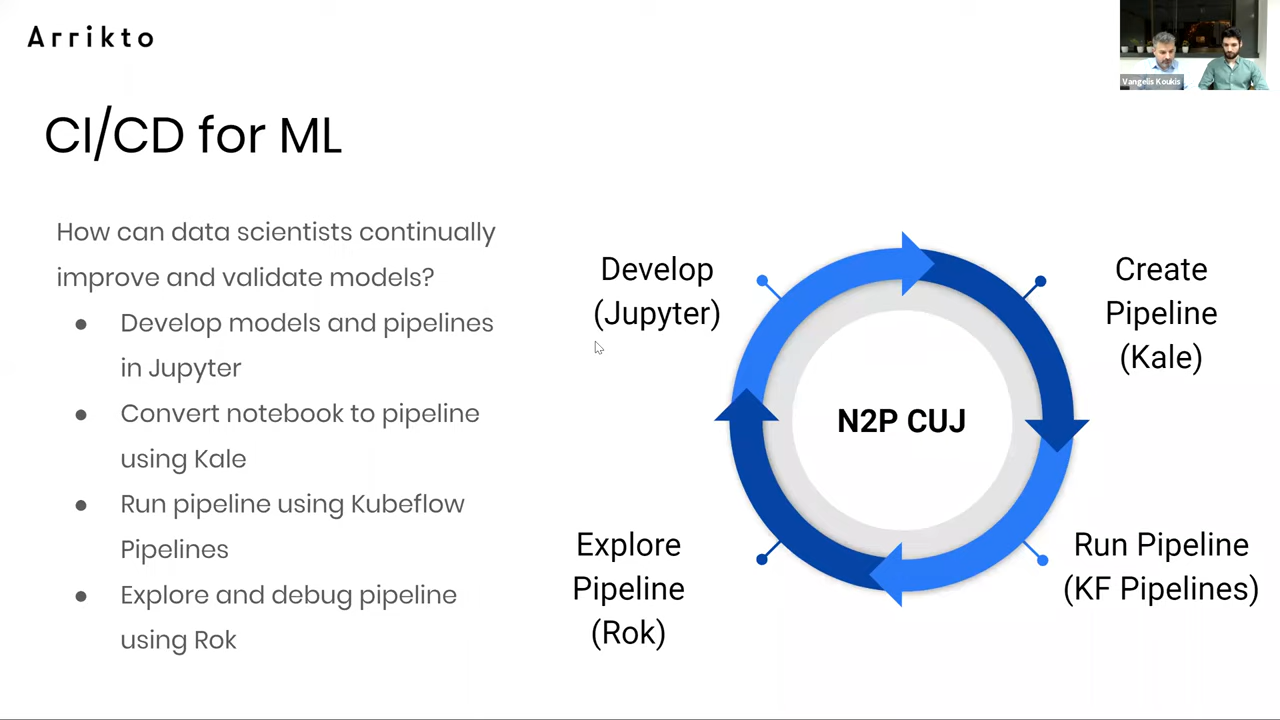 Arrikto
Vangelis Koukis
CI/CD for ML
How can data scientists continually
improve and validate models?
● Develop models and pipelines
in Jupyter
● Convert notebook to pipeline
using Kale
● Run pipeline using Kubeflow
Pipelines
● Explore and debug pipeline
using Rok
Develop
(Jupyter)
Create
Pipeline
(Kale)
N2P CUJ
Explore
Pipeline
(Rok)
Run Pipeline
(KF Pipelines)